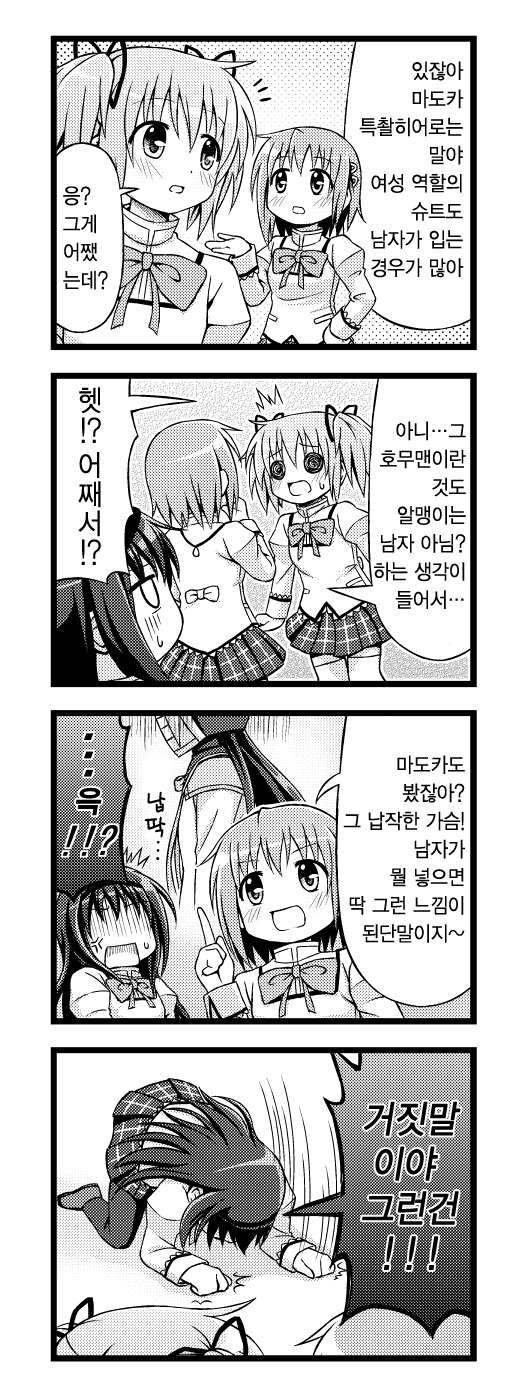 있잖아
마도카
특촬히어로는
말야
여성 역할의
슈트도
남자가 입는
경우가 많아
응?
그게
어쨌
는데?
아니…그
호무맨이란
것도
알맹이는
남자 아님?
하는 생각이
들어서…
헷!? 어째서!?
마도카도
봤잖아?
그 납작한 가슴!
남자가
뭘 넣으면
딱 그런 느낌이
된단말이지~
납
딱…
…
윽
!!?
거짓말
이야
그런건
!!!